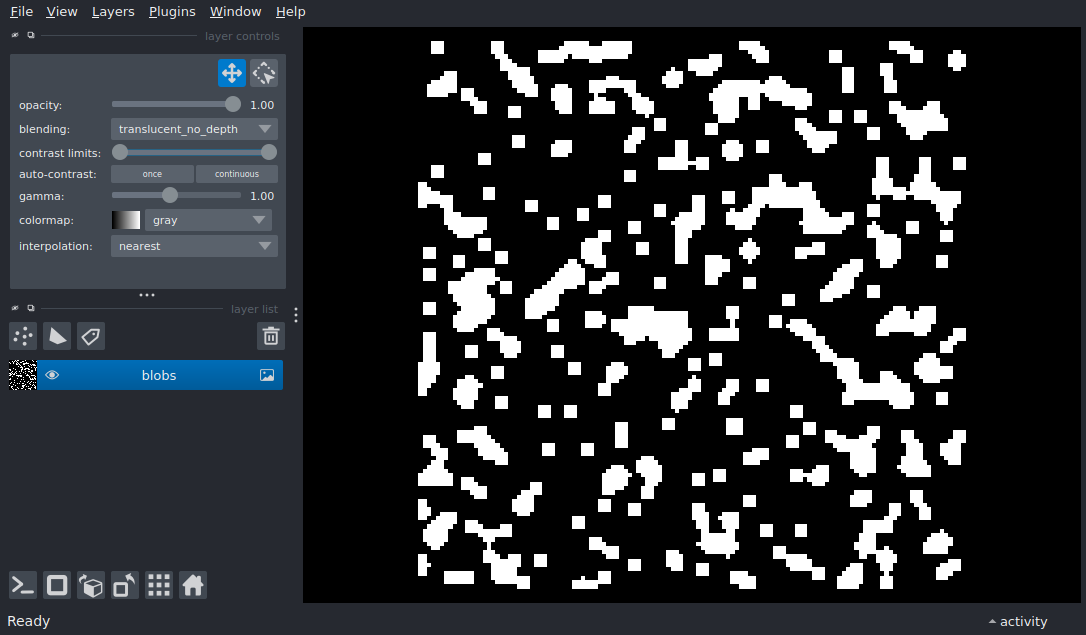 File View Layers Plugins Window Help
layer controls
opacity: 1.00
blending: translucent_no_depth
contrast limits:
auto-contrast: once continuous
gamma: 1.00
colormap: gray
interpolation: nearest
layer list
blobs
Ready activity